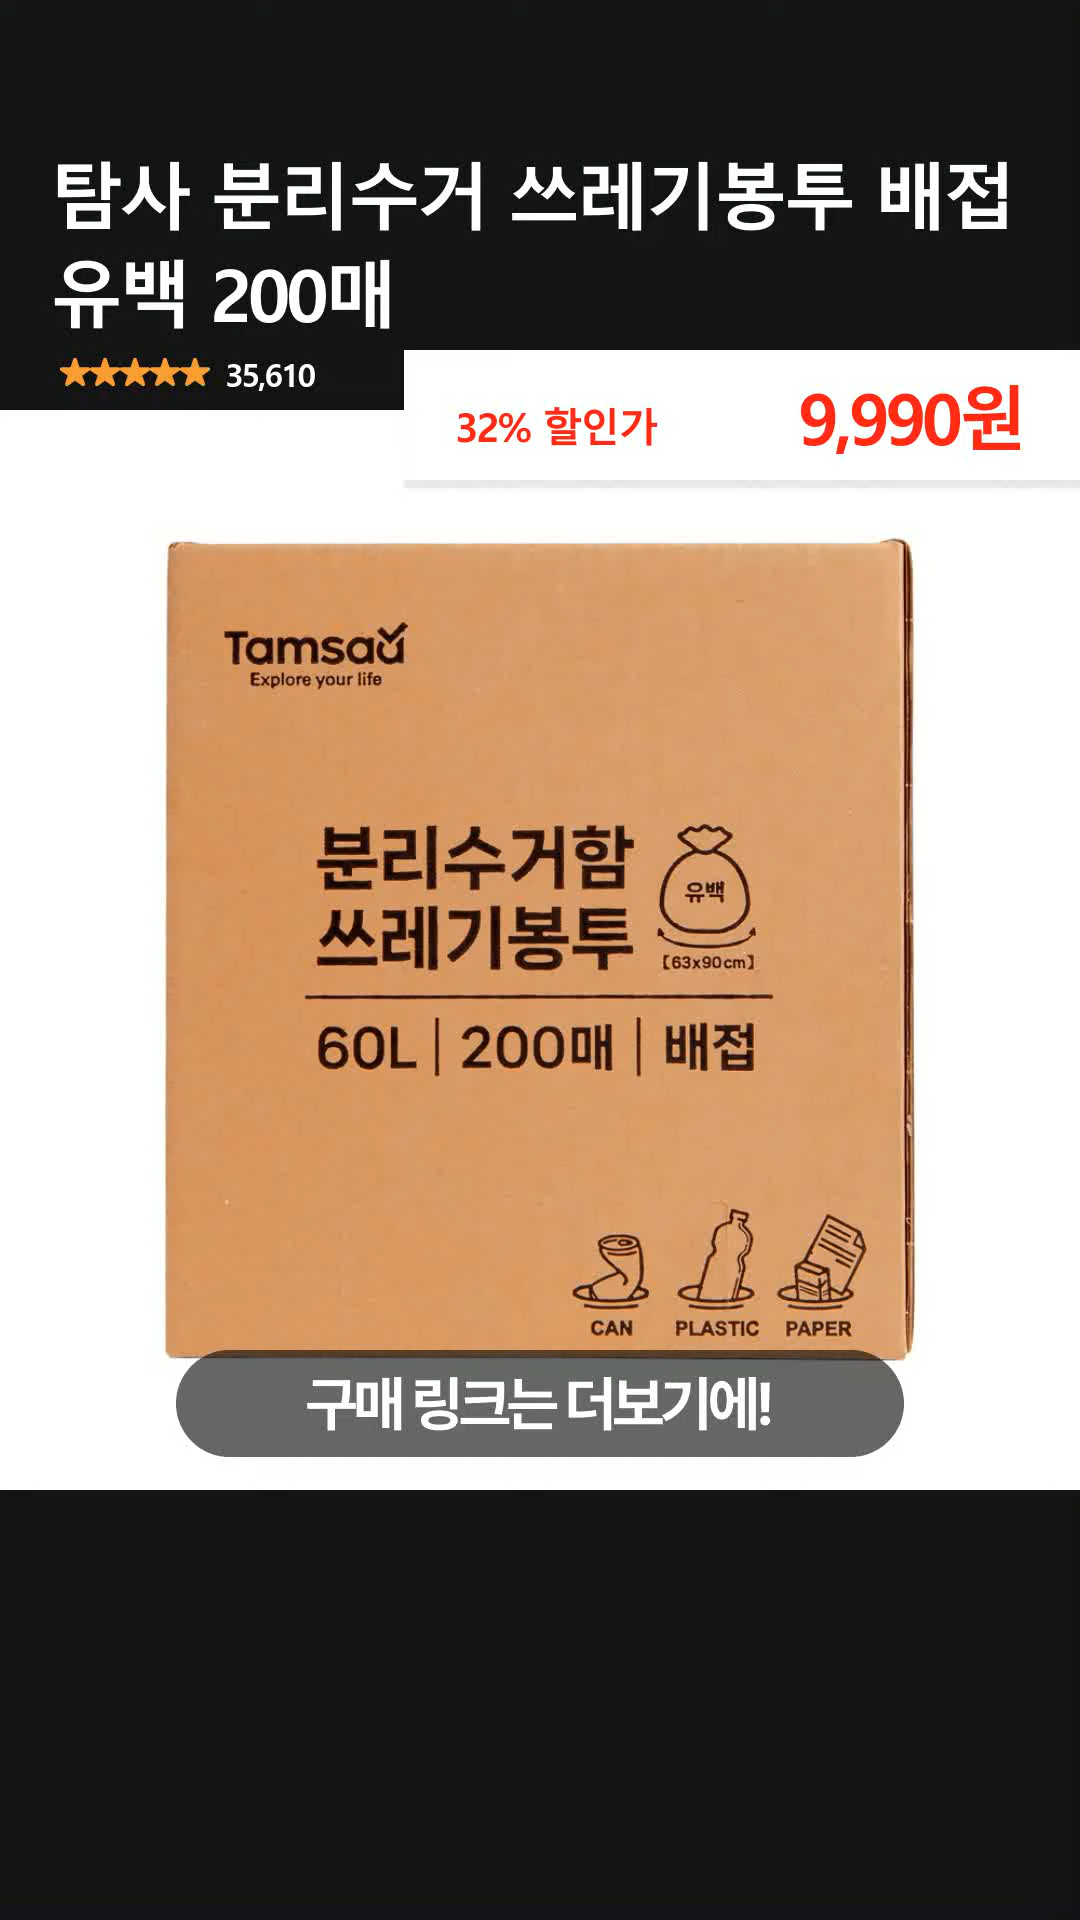 탐사 분리수거 쓰레기봉투 배접
유백 200매
35,610
32% 할인가
9,990원
Tamsaa
Explore your life
분리수거함
쓰레기봉투
유백
[63x90cm]
60L | 200매 | 배접
CAN
PLASTIC
PAPER
구매 링크는 더보기에!